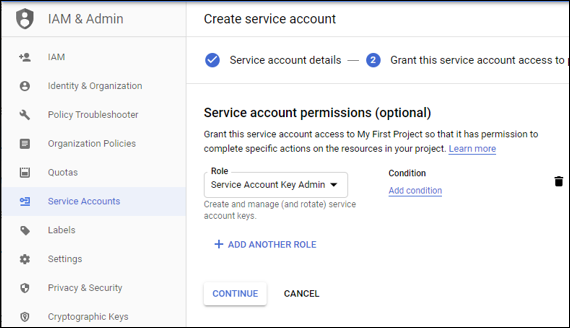 IAM & Admin
Create service account
IAM
Identity & Organization
Policy Troubleshooter
Organization Policies
Quotas
Service Accounts
Labels
Settings
Privacy & Security
Cryptographic Keys
Service account details — 2 Grant this service account access to p
Service account permissions (optional)
Grant this service account access to My First Project so that it has permission to
complete specific actions on the resources in your project. Learn more
Role
Service Account Key Admin
Condition
Add condition
Create and manage (and rotate) service
account keys.
+ ADD ANOTHER ROLE
CONTINUE CANCEL